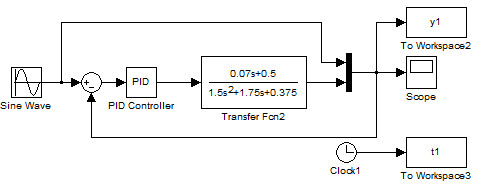 y1
To Workspace2
Sine Wave
PID
PID Controller
0.07s+0.5
1.5s2+1.75s+0.375
Transfer Fcn2
Scope
Clock1
t1
To Workspace3